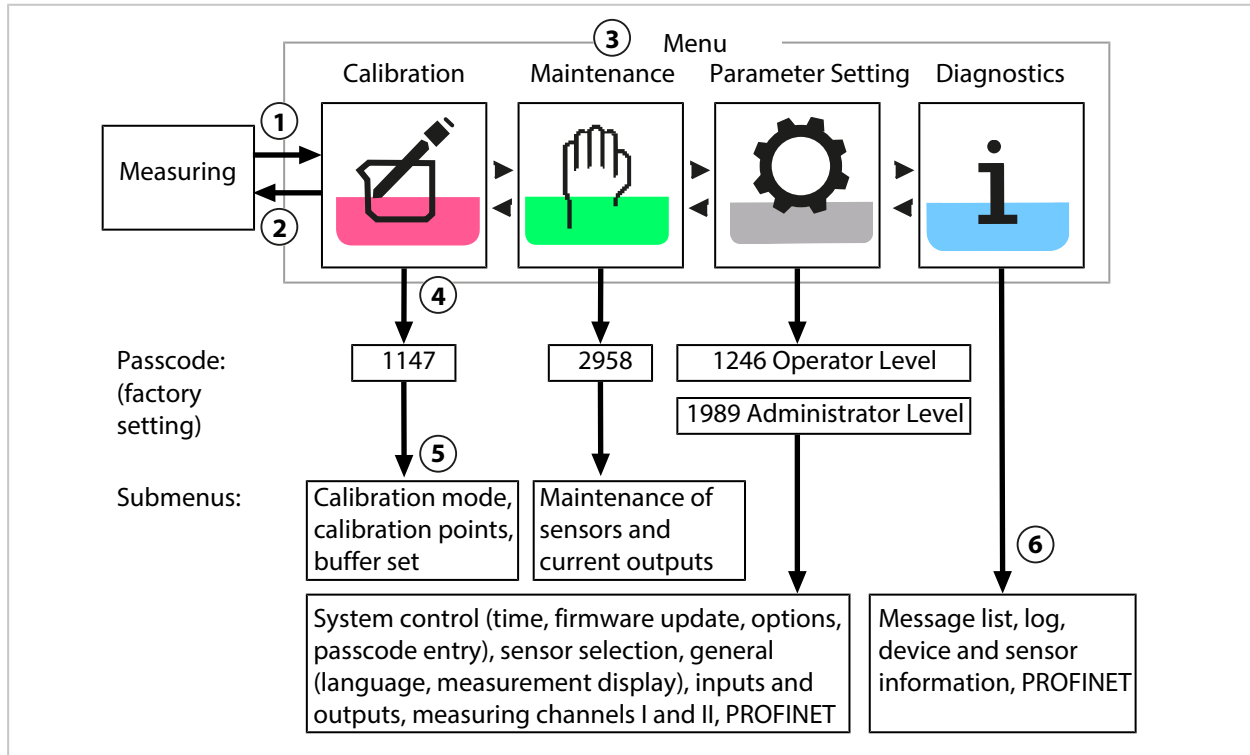 3 Menu
Calibration Maintenance Parameter Setting Diagnostics
1
Measuring
2
4
Passcode:
(factory
setting)
1147
2958
1246 Operator Level
1989 Administrator Level
5
Submenus:
Calibration mode,
calibration points,
buffer set
Maintenance of
sensors and
current outputs
6
System control (time, firmware update, options,
passcode entry), sensor selection, general
(language, measurement display), inputs and
outputs, measuring channels I and II, PROFINET
Message list, log,
device and sensor
information, PROFINET